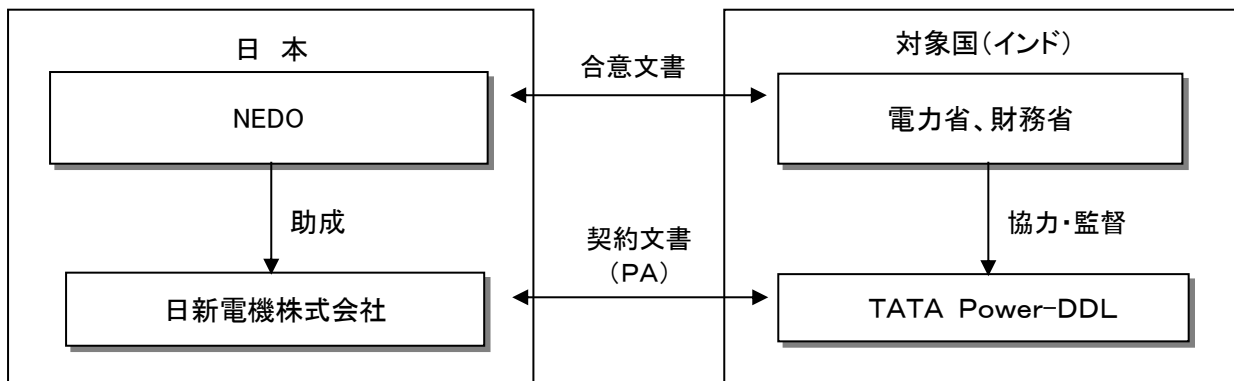 日 本
対象国（インド）
合意文書
NEDO
電力省、財務省
助成
協力・監督
契約文書
（ＰＡ）
日新電機株式会社
ＴＡＴＡ Ｐｏｗｅｒ－ＤＤＬ